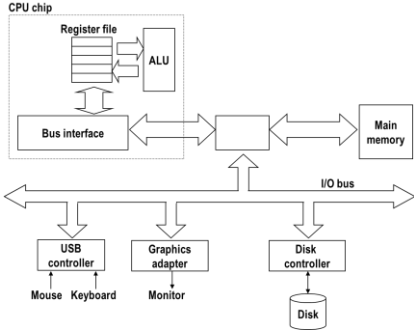 CPU chip
Register file
ALU
Bus interface
Main
memory
I/O bus
USB
controller
Graphics
adapter
Disk
controller
Mouse
Keyboard
Monitor
Disk